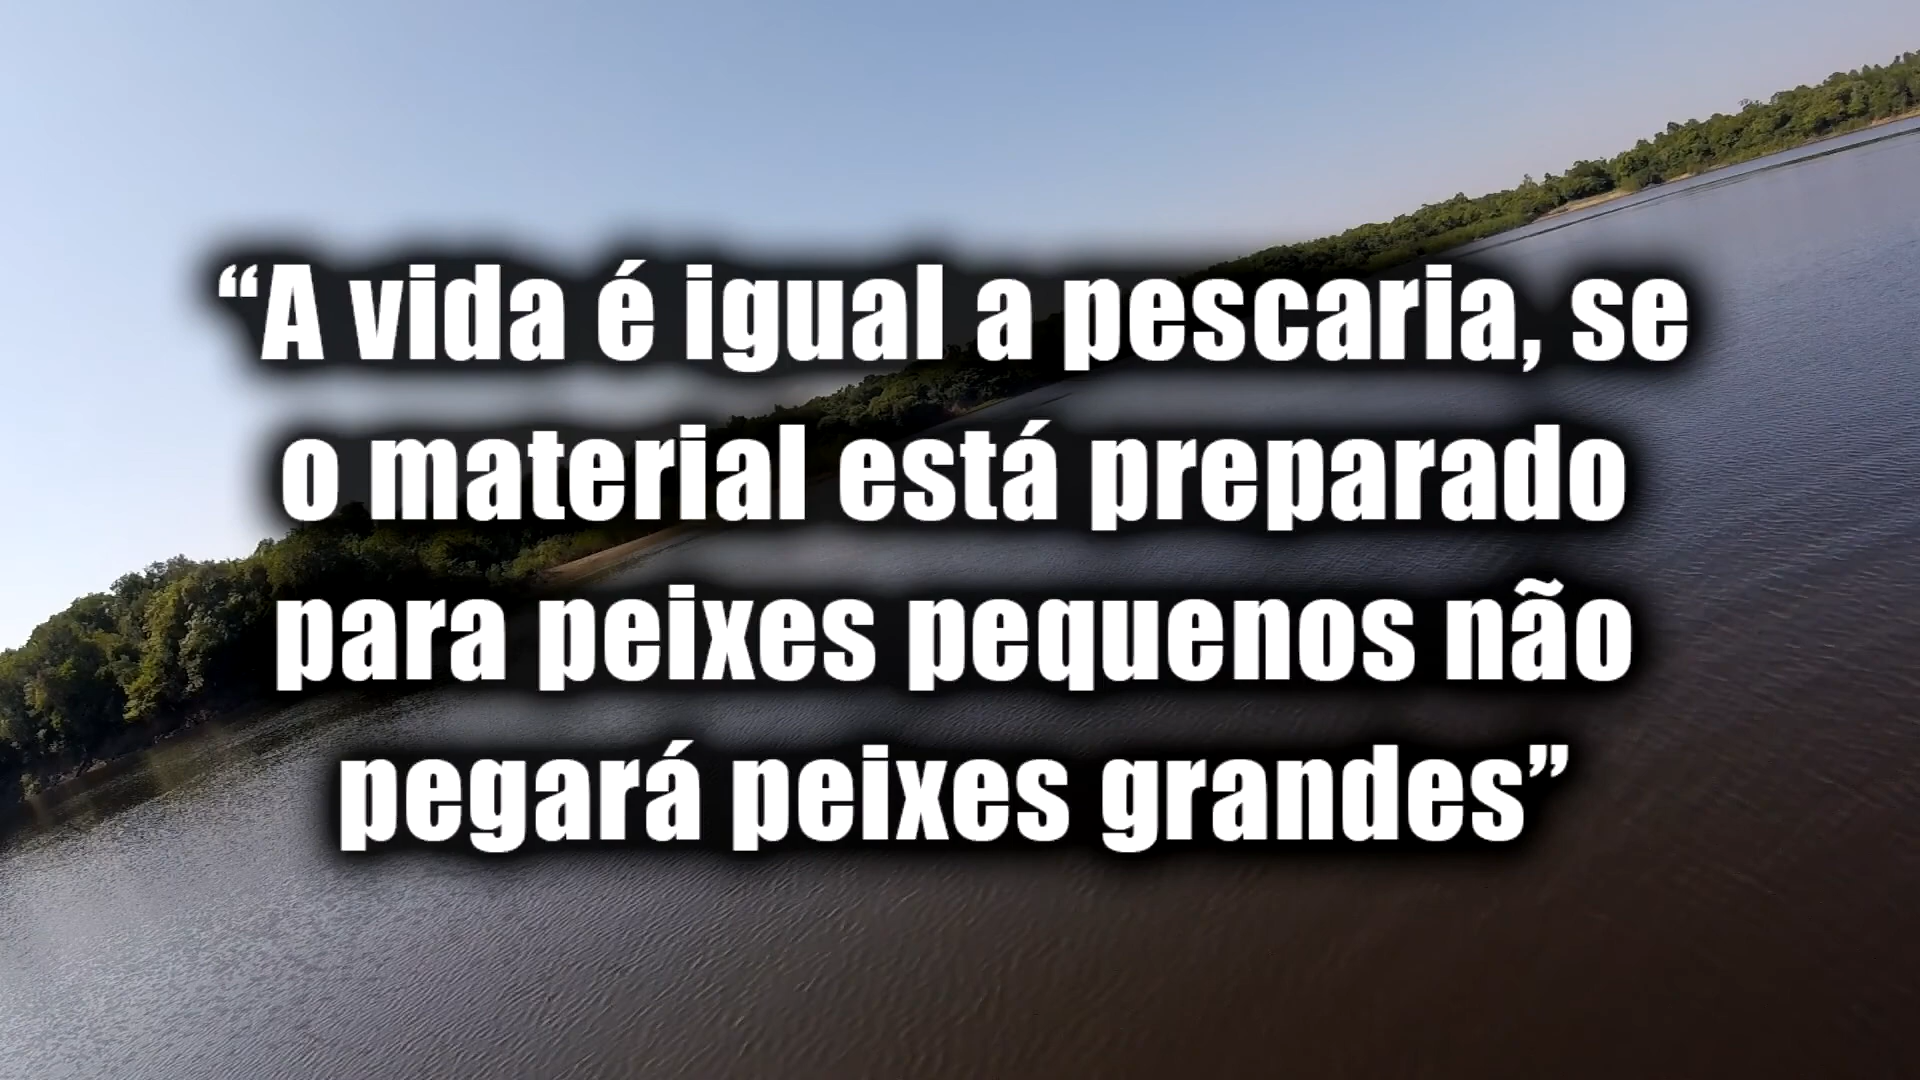 “A vida é igual a pescaria, se
o material está preparado
para peixes pequenos não
pegará peixes grandes”